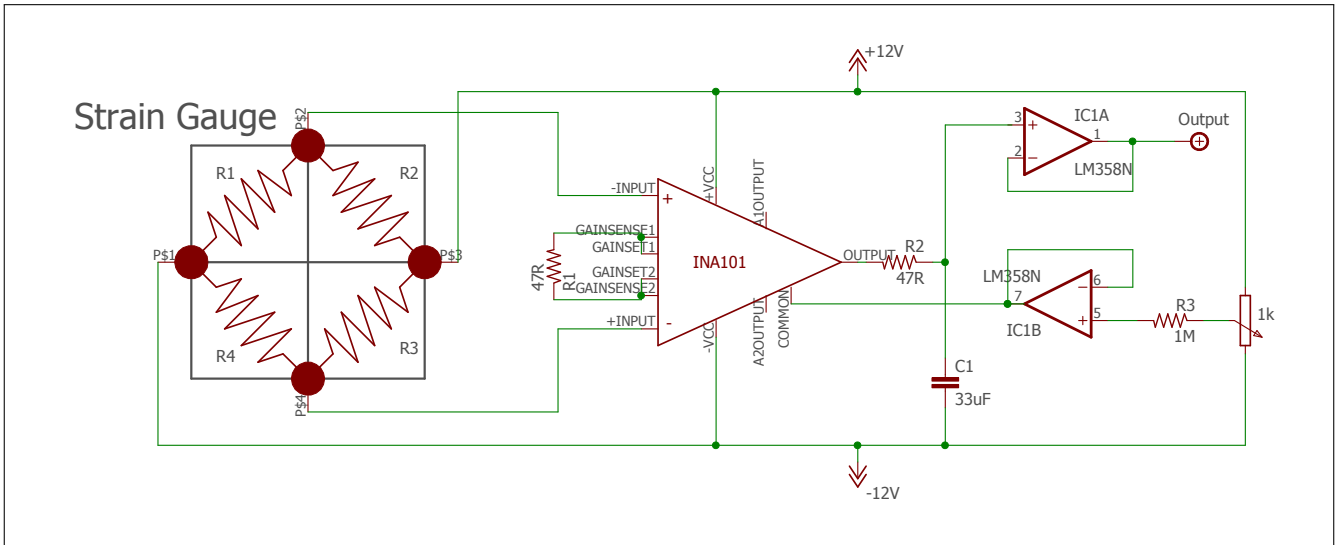 +12V
Strain Gauge
P$2
R1
R2
P$1
P$3
R4
R3
P$4
-INPUT
+
GAINSENSE1
GAINSET1
GAINSET2
GAINSENSE2
+INPUT
-
47R
R1
INA101
+VCC
A1OUTPUT
OUTPUT
-VCC
A2OUTPUT
COMMON
R2
47R
C1
33uF
IC1A
3
+
2
-
1
LM358N
Output
LM358N
7
IC1B
6
-
5
+
R3
1M
1k
-12V